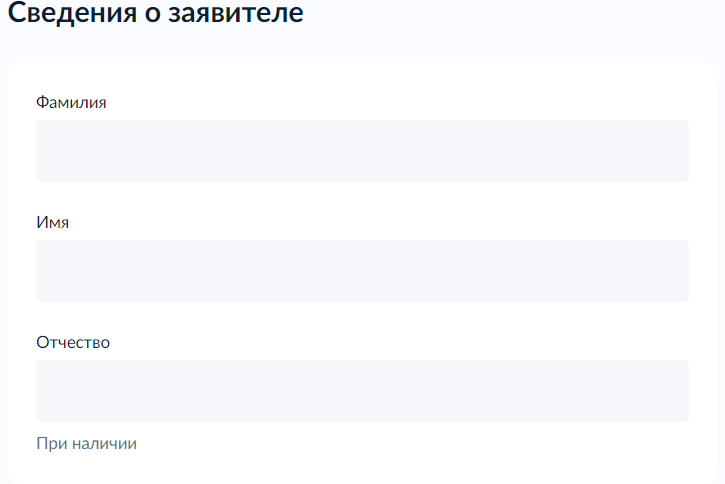 Сведения о заявителе
Фамилия
Имя
Отчество
При наличии